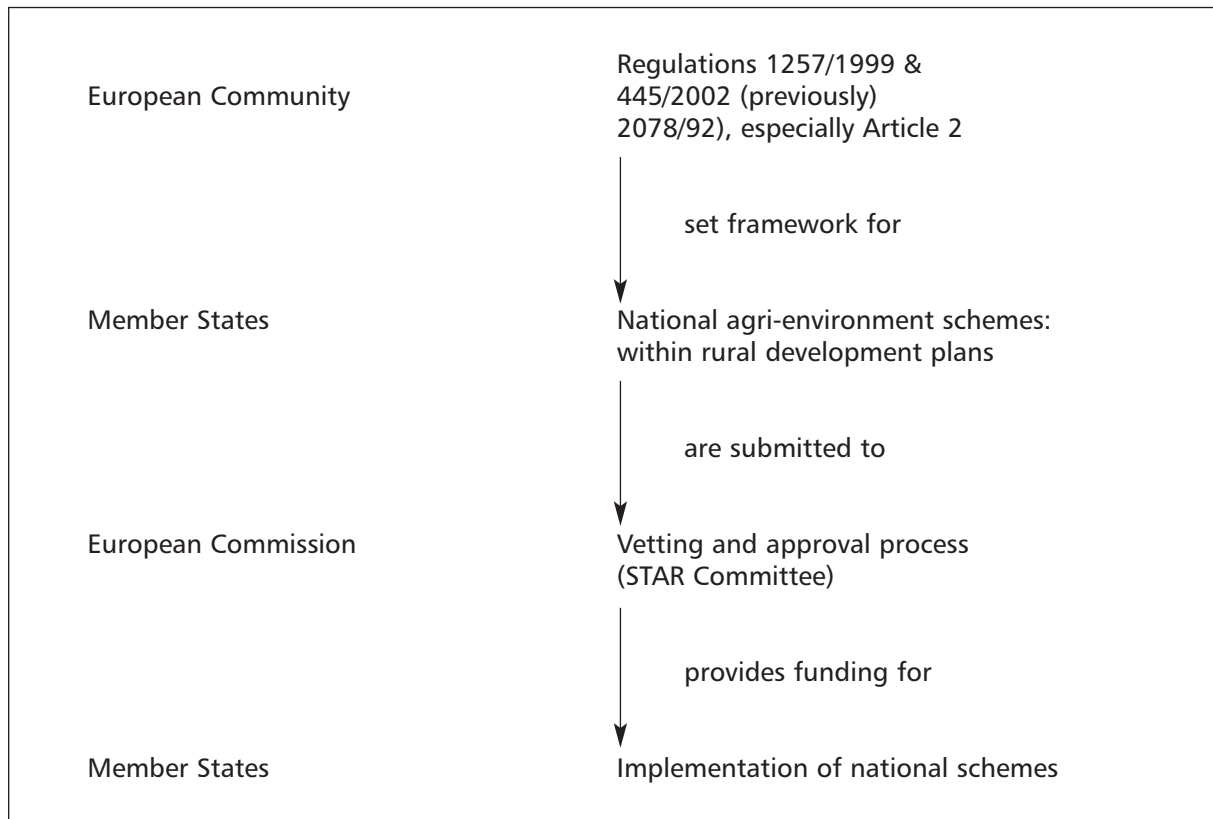 European Community
Regulations 1257/1999 &
445/2002 (previously)
2078/92), especially Article 2
set framework for
Member States
National agri-environment schemes:
within rural development plans
are submitted to
European Commission
Vetting and approval process
(STAR Committee)
provides funding for
Member States
Implementation of national schemes